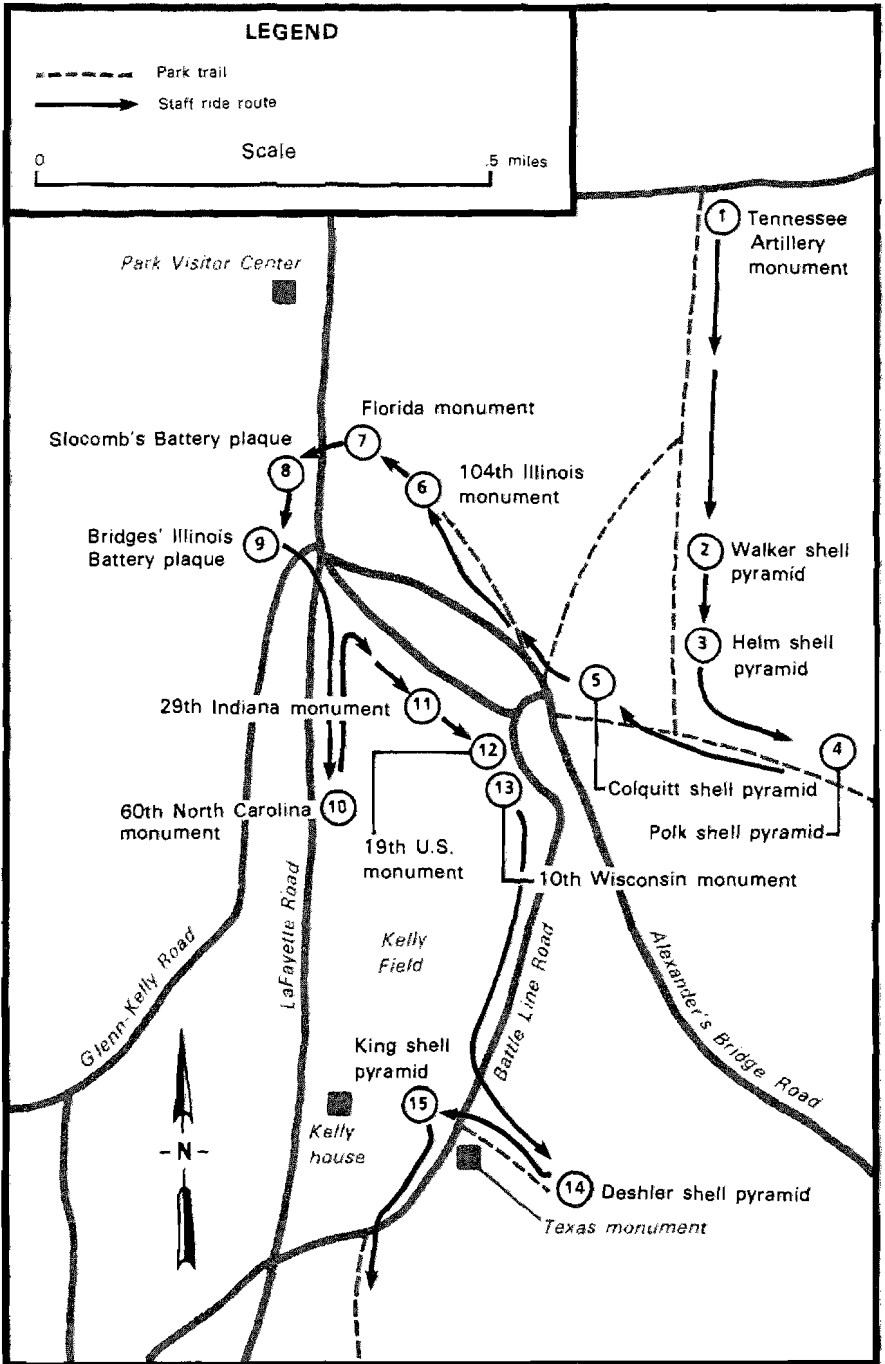 LEGEND
Park trail
Staff ride route
Scale
0
.5 miles
Park Visitor Center
1
Tennessee
Artillery
monument
Florida monument
7
Slocomb's Battery plaque
8
6
104th Illinois
monument
Bridges' Illinois
Battery plaque
9
2
Walker shell
pyramid
3
Helm shell
pyramid
5
29th Indiana monument
11
12
4
13
Colquitt shell pyramid
60th North Carolina
monument
10
Polk shell pyramid
19th U.S.
monument
10th Wisconsin monument
Glenn-Kelly Road
LaFayette Road
Kelly
Field
Battle Line Road
Alexander's Bridge Road
King shell
pyramid
15
Kelly
house
-N-
14
Deshler shell pyramid
Texas monument